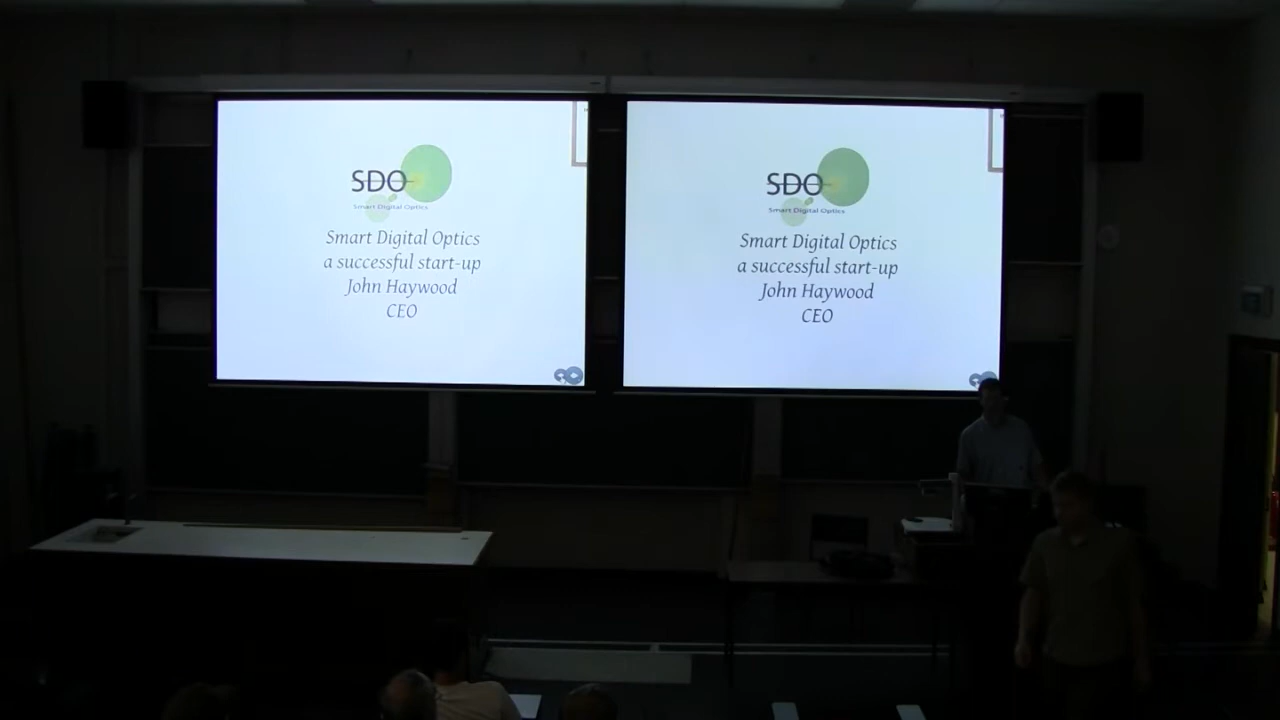 SDO
Smart Digital Optics
Smart Digital Optics
a successful start-up
John Haywood
CEO
SDO
Smart Digital Optics
Smart Digital Optics
a successful start-up
John Haywood
CEO